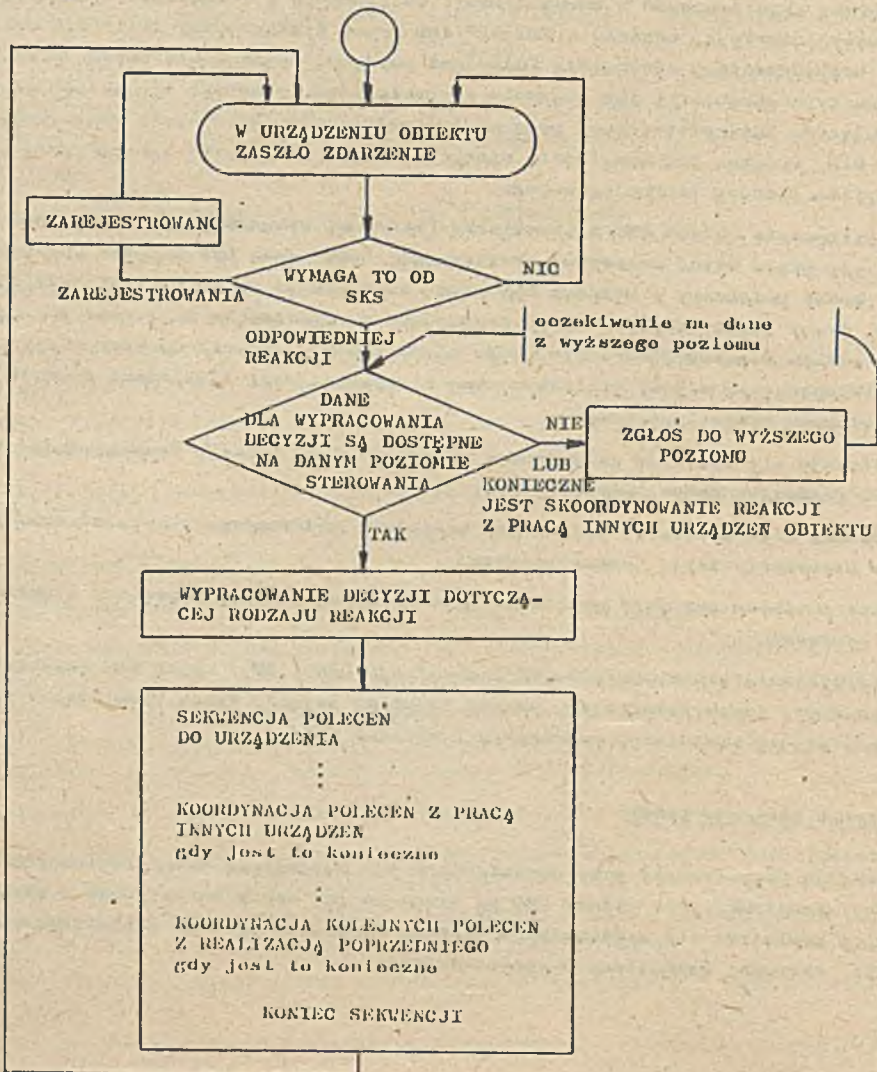 W URZĄDZENIU OBIEKTU
ZASZŁO ZDARZENIE
ZAREJESTROWANO
WYMAGA TO OD
SKS
NIC
ZAREJESTROWANIA
ODPOWIEDNIEJ
REAKCJI
oczekiwanie na dane
z wyższego poziomu
DANE
DLA WYPRACOWANIA
DECYZJI SĄ DOSTĘPNE
NA DANYM POZIOMIE
STEROWANIA
NIE
LUB
KONIECZNE
JEST SKOORDYNOWANIE REAKCJI
Z PRACĄ INNYCH URZĄDZEŃ OBIEKTU
ZGŁOŚ DO WYŻSZEGO
POZIOMU
TAK
WYPRACOWANIE DECYZJI DOTYCZĄ-
CEJ RODZAJU REAKCJI
SEKWENCJA POLECEŃ
DO URZĄDZENIA
⋮
KOORDYNACJA POLECEŃ Z PRACĄ
INNYCH URZĄDZEŃ
gdy jest to konieczne
⋮
KOORDYNACJA KOLEJNYCH POLECEŃ
Z REALIZACJĄ POPRZEDNIEGO
gdy jest to konieczne
KONIEC SEKWENCJI